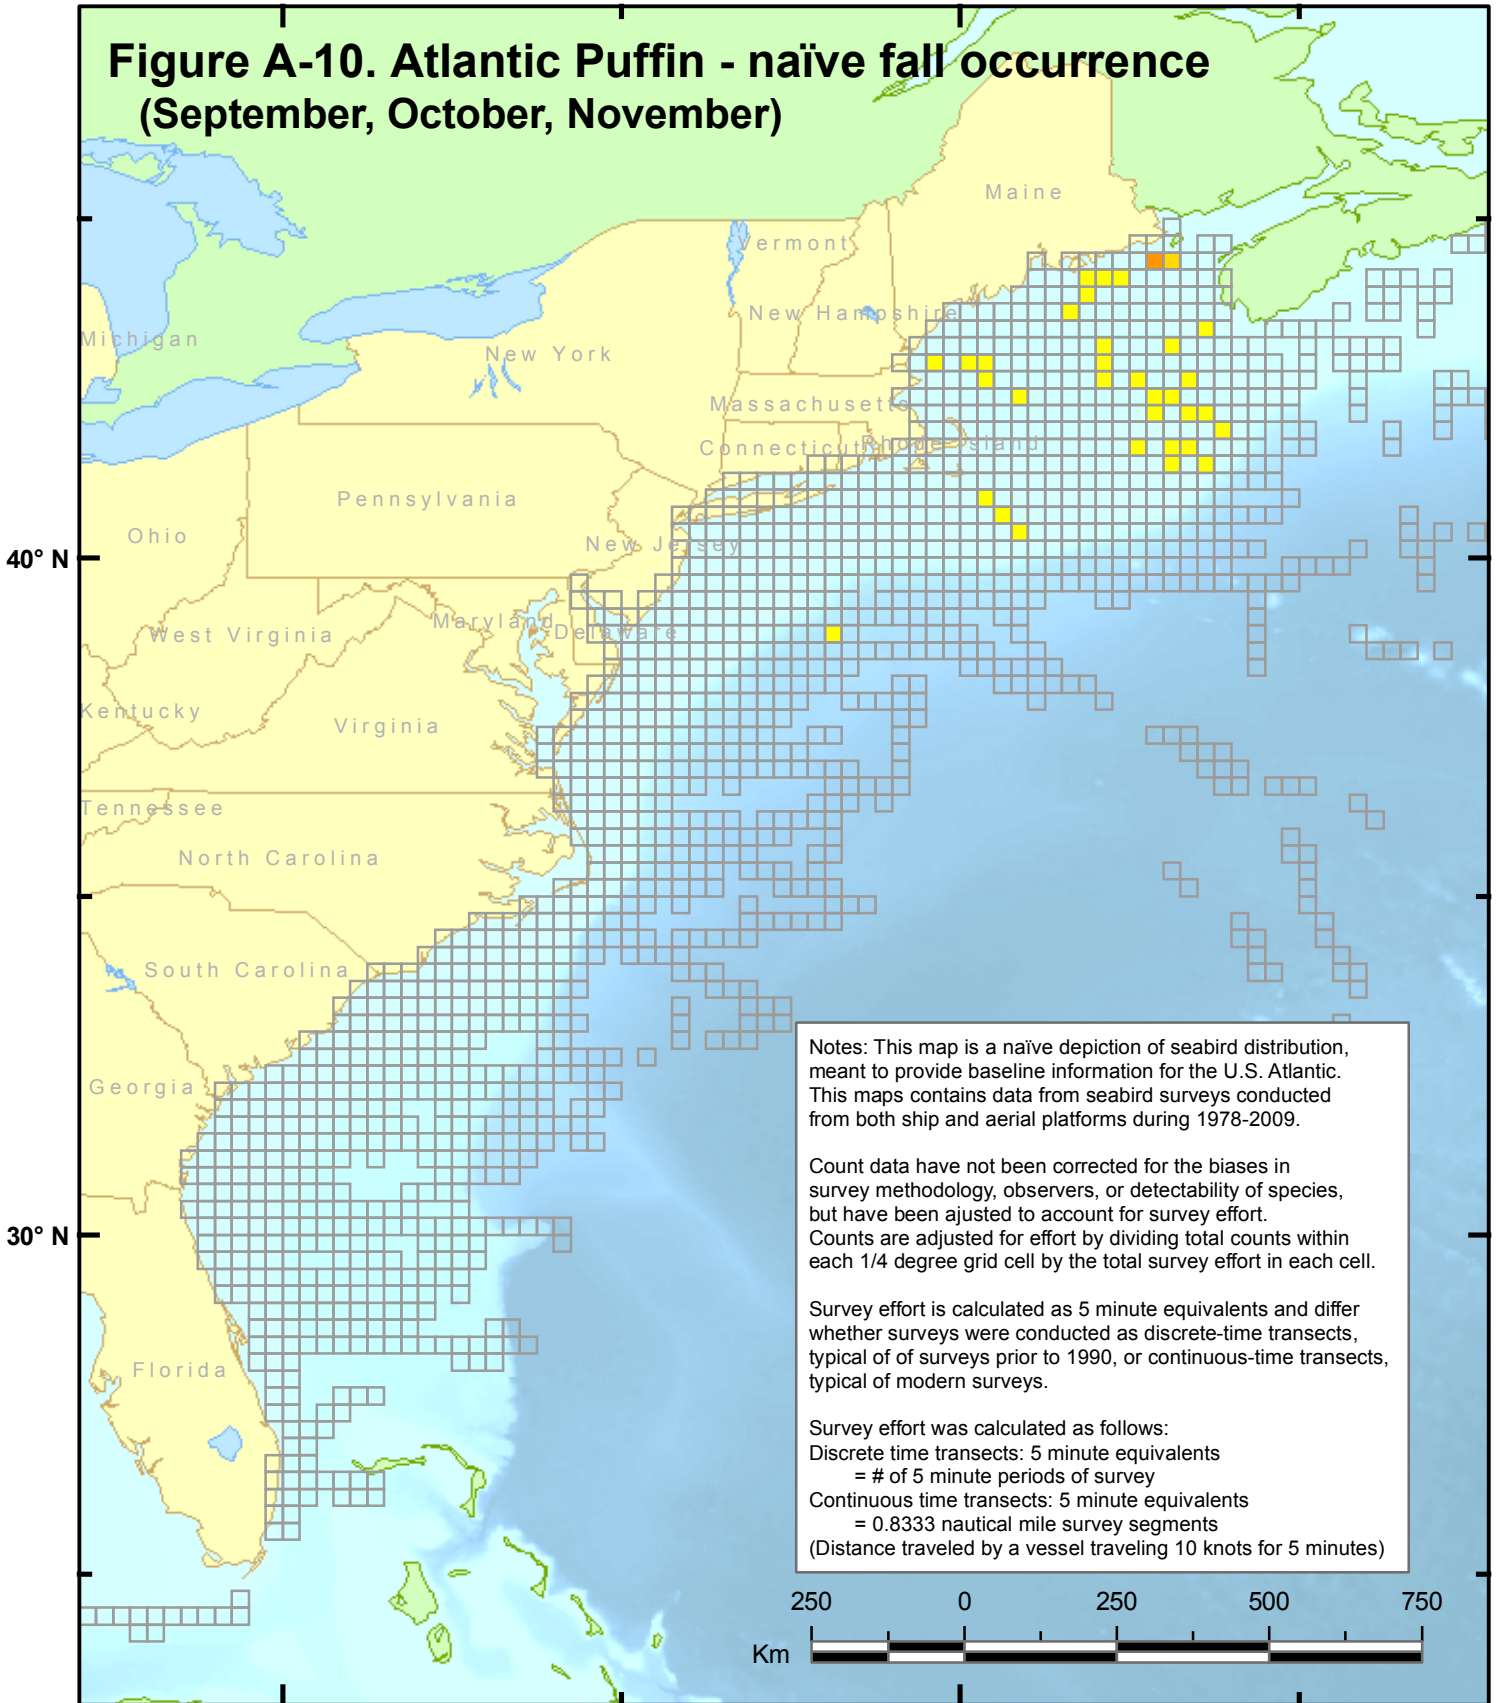 Figure A-10. Atlantic Puffin - naïve fall occurrence
(September, October, November)
Maine
Vermont
New Hampshire
Michigan
New York
Massachusetts
Connecticut
Rhode Island
Pennsylvania
Ohio
New Jersey
40° N
West Virginia
Maryland
Delaware
Kentucky
Virginia
Tennessee
North Carolina
South Carolina
Georgia
30° N
Florida
Notes: This map is a naïve depiction of seabird distribution,
meant to provide baseline information for the U.S. Atlantic.
This maps contains data from seabird surveys conducted
from both ship and aerial platforms during 1978-2009.
Count data have not been corrected for the biases in
survey methodology, observers, or detectability of species,
but have been ajusted to account for survey effort.
Counts are adjusted for effort by dividing total counts within
each 1/4 degree grid cell by the total survey effort in each cell.
Survey effort is calculated as 5 minute equivalents and differ
whether surveys were conducted as discrete-time transects,
typical of of surveys prior to 1990, or continuous-time transects,
typical of modern surveys.
Survey effort was calculated as follows:
Discrete time transects: 5 minute equivalents
= # of 5 minute periods of survey
Continuous time transects: 5 minute equivalents
= 0.8333 nautical mile survey segments
(Distance traveled by a vessel traveling 10 knots for 5 minutes)
250 0 250 500 750
Km